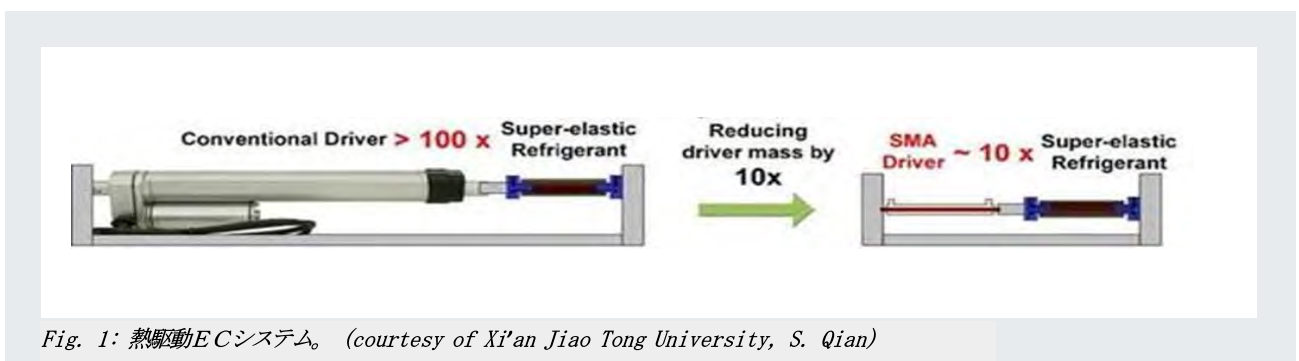 Conventional Driver > 100 x Super-elastic
Refrigerant
Reducing
driver mass by
10x
SMA
Driver ~ 10 x Super-elastic
Refrigerant
Fig. 1: 熱駆動ＥＣシステム。 (courtesy of Xi'an Jiao Tong University, S. Qian)